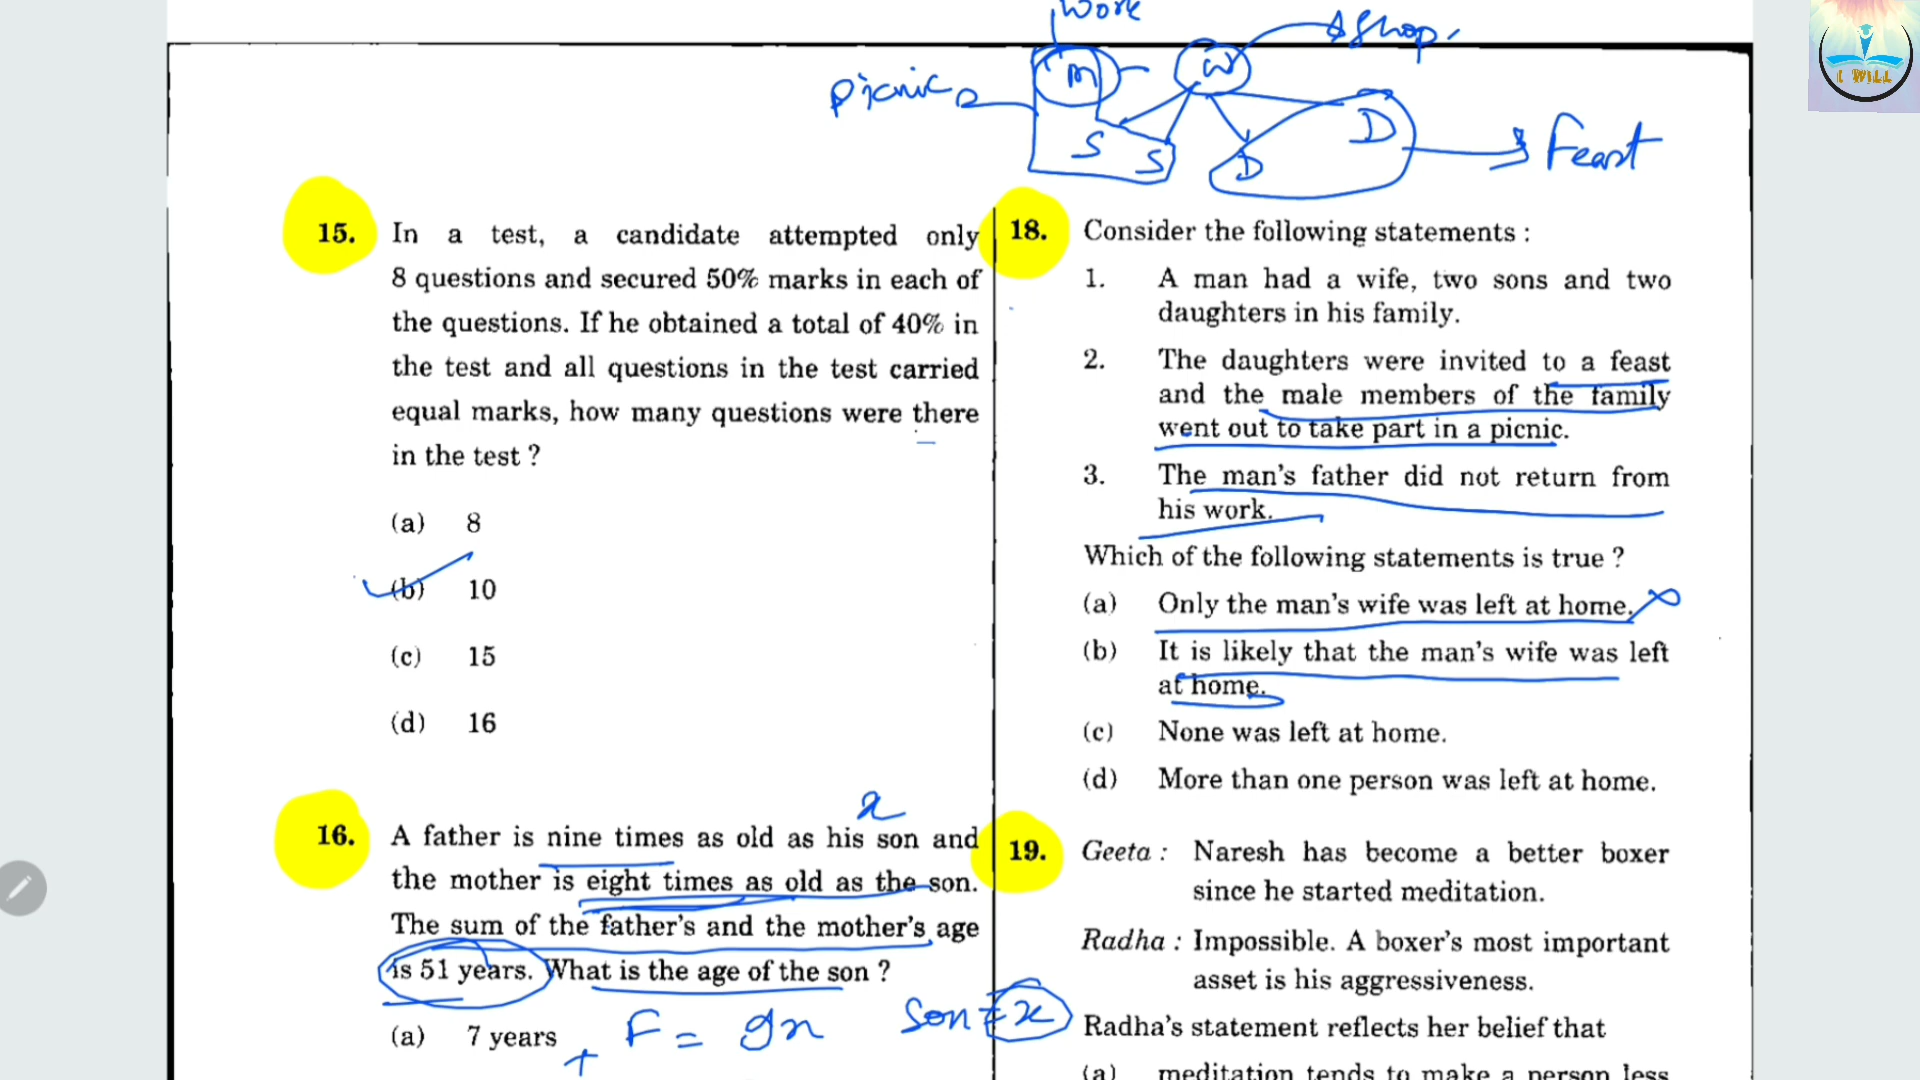 work
Shop
Picnic
M
W
D
S
S
D
Feast
I WILL
15. In a test, a candidate attempted only
8 questions and secured 50% marks in each of
the questions. If he obtained a total of 40% in
the test and all questions in the test carried
equal marks, how many questions were there
in the test ?
(a) 8
(b) 10
(c) 15
(d) 16
x
16. A father is nine times as old as his son and
the mother is eight times as old as the son.
The sum of the father's and the mother's age
is 51 years. What is the age of the son ?
(a) 7 years
+ F = 9x
Son = x
18. Consider the following statements :
1. A man had a wife, two sons and two
daughters in his family.
2. The daughters were invited to a feast
and the male members of the family
went out to take part in a picnic.
3. The man's father did not return from
his work.
Which of the following statements is true ?
(a) Only the man's wife was left at home.
(b) It is likely that the man's wife was left
at home.
(c) None was left at home.
(d) More than one person was left at home.
19. Geeta : Naresh has become a better boxer
since he started meditation.
Radha : Impossible. A boxer's most important
asset is his aggressiveness.
Radha's statement reflects her belief that
(a) meditation tends to make a person less